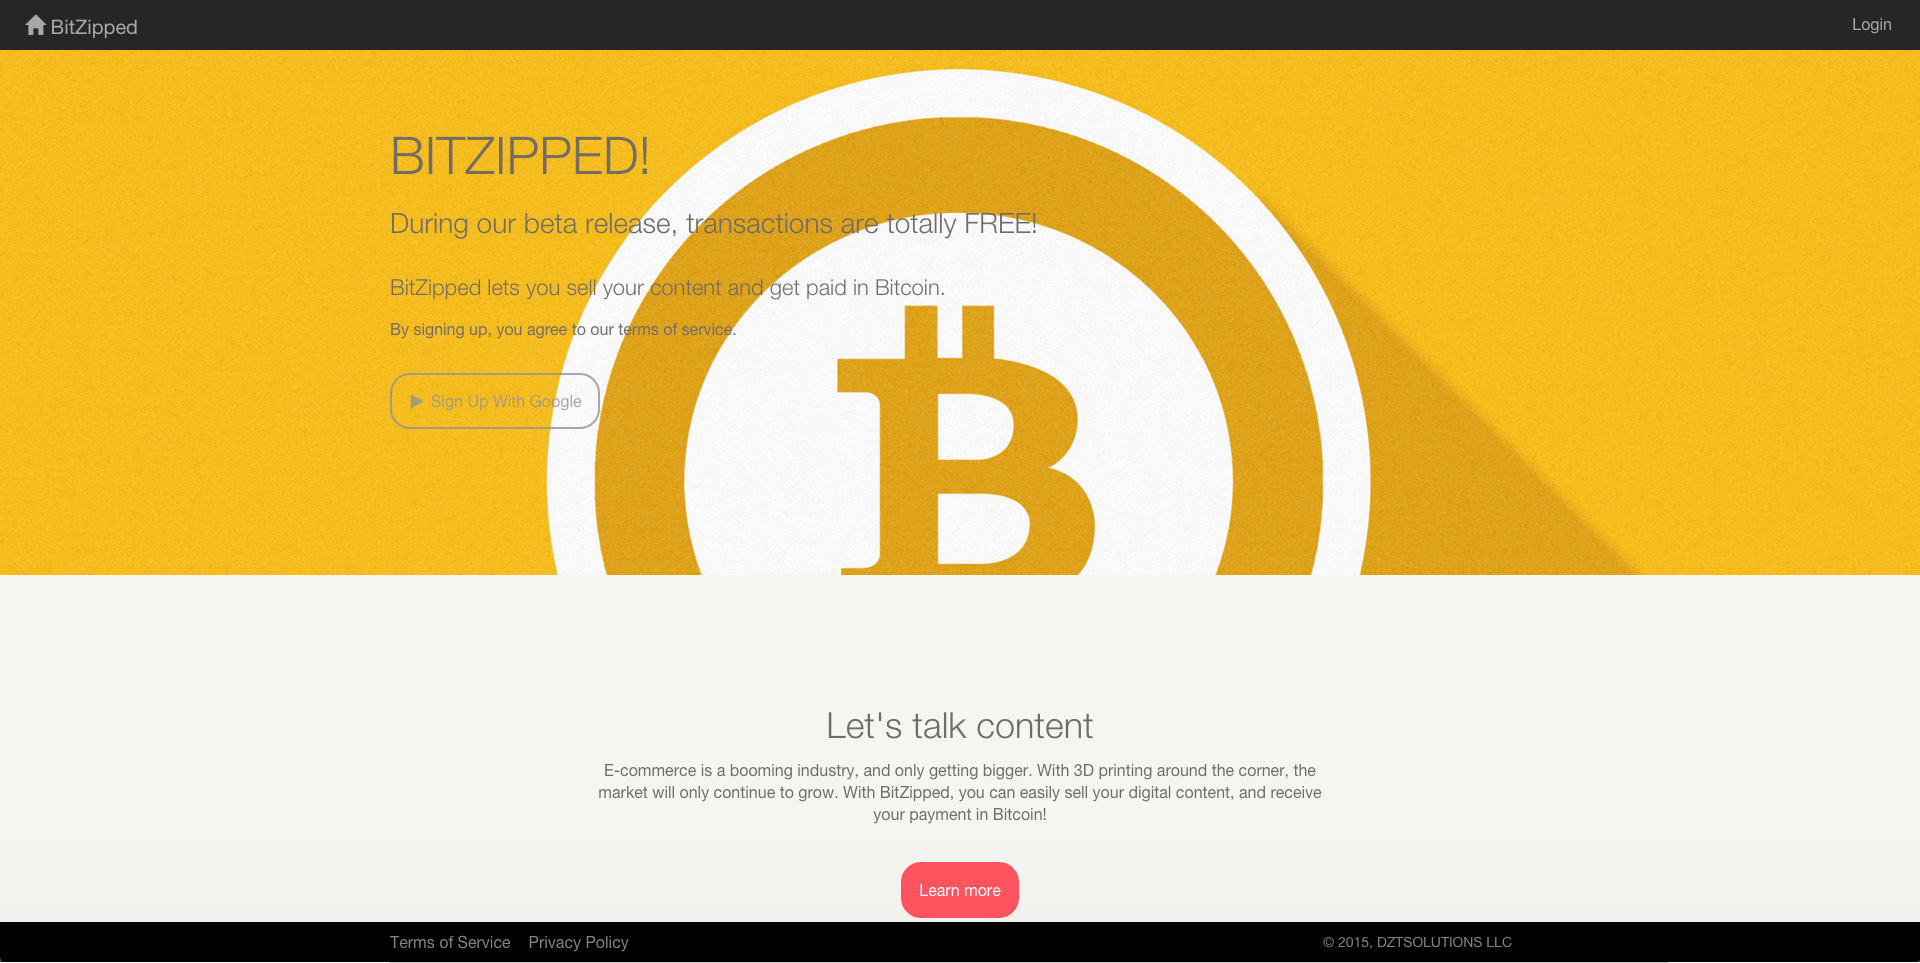 BitZipped
Login
BITZIPPED!
During our beta release, transactions are totally FREE!
BitZipped lets you sell your content and get paid in Bitcoin.
By signing up, you agree to our terms of service.
Sign Up With Google
Let's talk content
E-commerce is a booming industry, and only getting bigger. With 3D printing around the corner, the
market will only continue to grow. With BitZipped, you can easily sell your digital content, and receive
your payment in Bitcoin!
Learn more
Terms of Service Privacy Policy
© 2015, DZTSOLUTIONS LLC